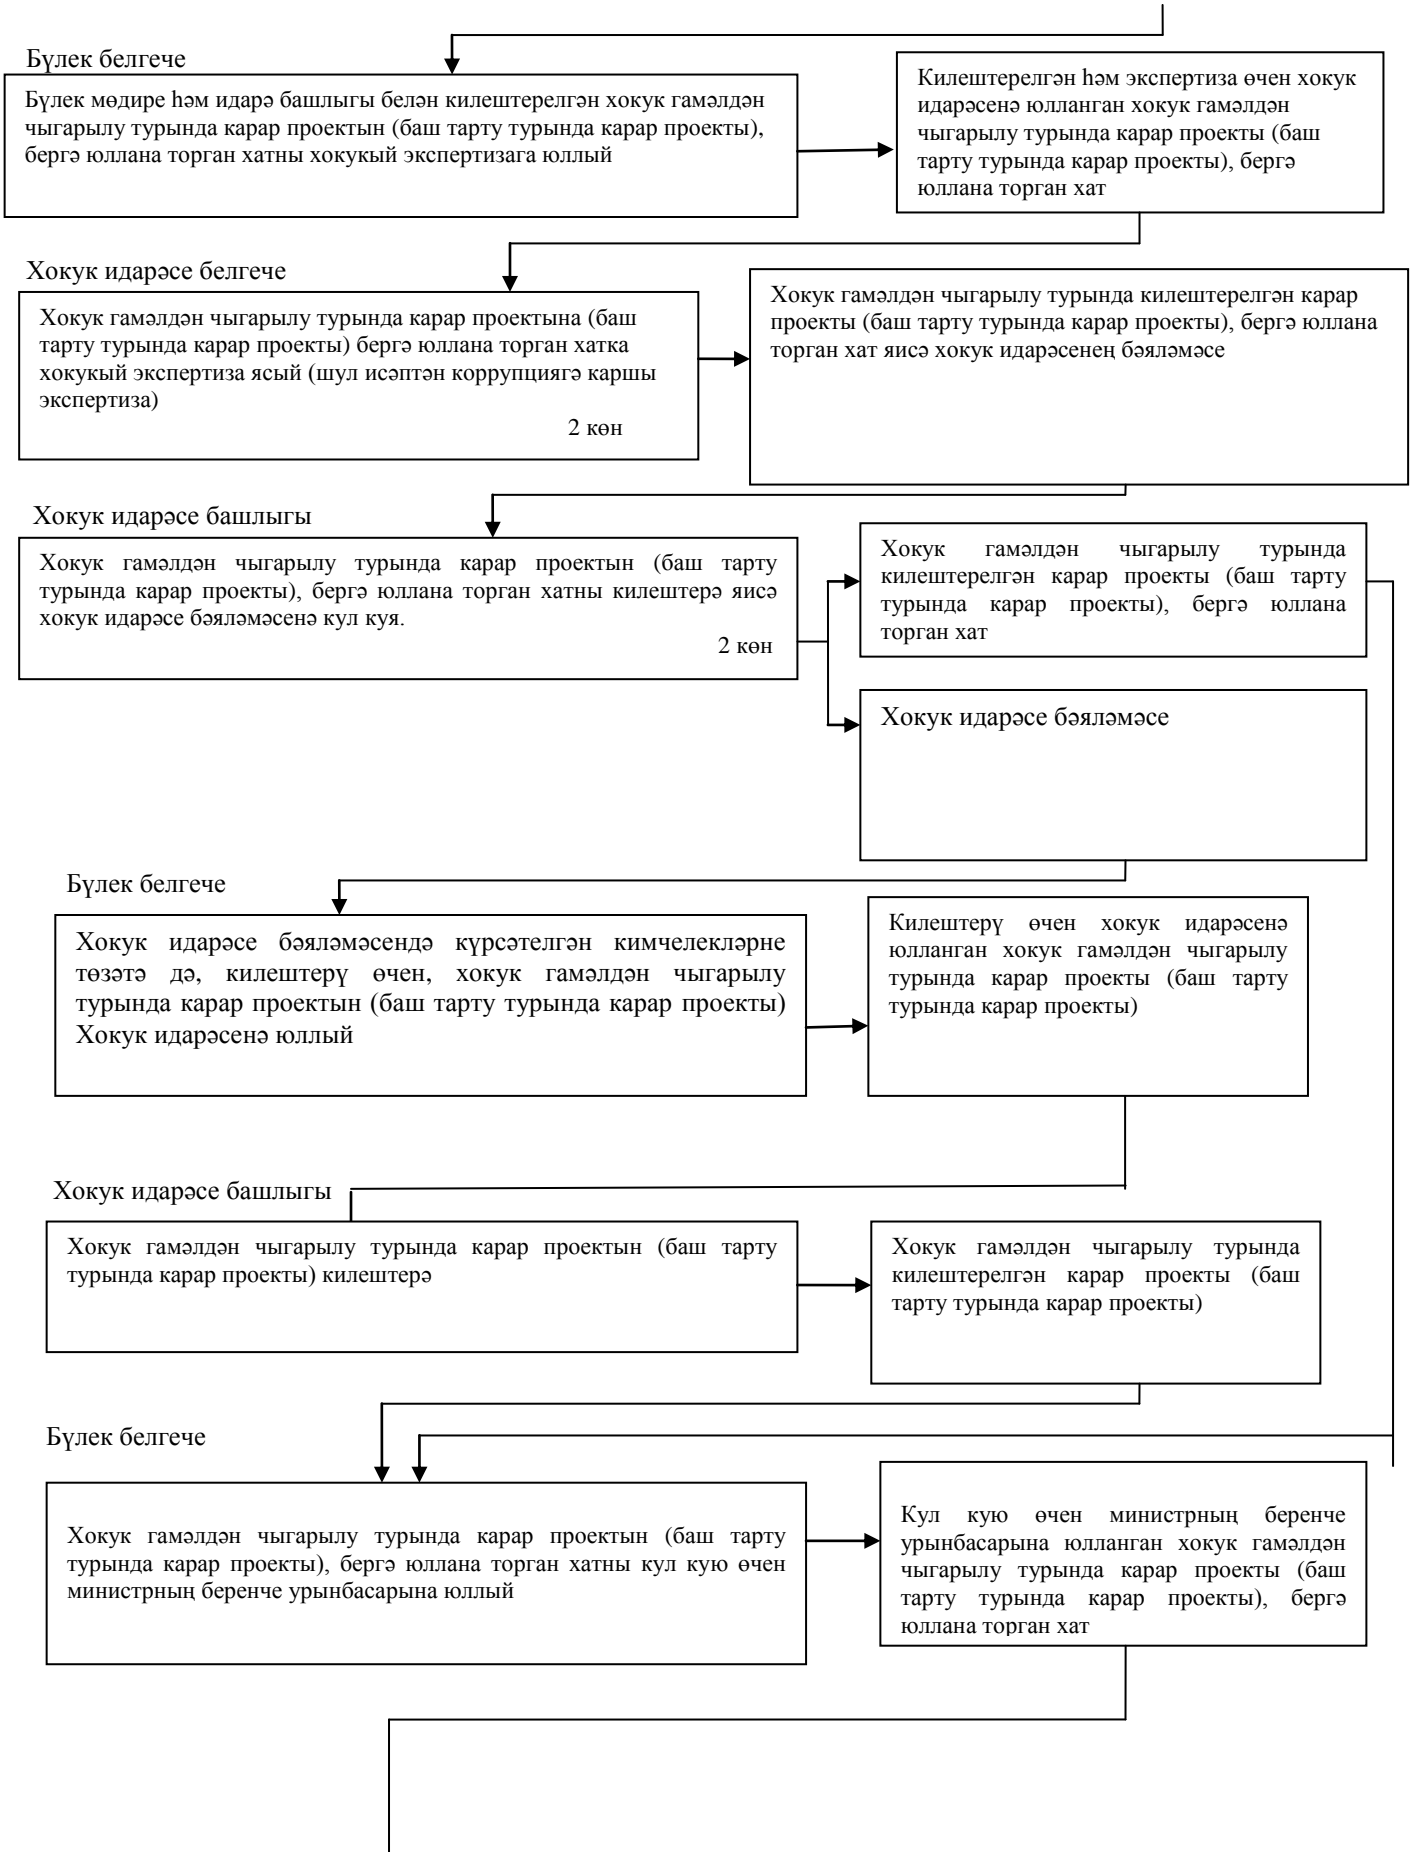 Бүлек белгече
Бүлек мөдире һәм идарә башлыгы белән килештерелгән хокук гамәлдән
чыгарылу турында карар проектын (баш тарту турында карар проекты),
бергә юллана торган хатны хокукый экспертизага юллый
Килештерелгән һәм экспертиза өчен хокук
идарәсенә юлланган хокук гамәлдән
чыгарылу турында карар проекты (баш
тарту турында карар проекты), бергә
юллана торган хат
Хокук идарәсе белгече
Хокук гамәлдән чыгарылу турында карар проектына (баш
тарту турында карар проекты) бергә юллана торган хатка
хокукый экспертиза ясый (шул исәптән коррупциягә каршы
экспертиза)
2 көн
Хокук гамәлдән чыгарылу турында килештерелгән карар
проекты (баш тарту турында карар проекты), бергә юллана
торган хат яисә хокук идарәсенең бәяләмәсе
Хокук идарәсе башлыгы
Хокук гамәлдән чыгарылу турында карар проектын (баш тарту
турында карар проекты), бергә юллана торган хатны килештерә яисә
хокук идарәсе бәяләмәсенә кул куя.
2 көн
Хокук гамәлдән чыгарылу турында
килештерелгән карар проекты (баш тарту
турында карар проекты), бергә юллана
торган хат
Хокук идарәсе бәяләмәсе
Бүлек белгече
Хокук идарәсе бәяләмәсендә күрсәтелгән кимчелекләрне
төзәтә дә, килештерү өчен, хокук гамәлдән чыгарылу
турында карар проектын (баш тарту турында карар проекты)
Хокук идарәсенә юллый
Килештерү өчен хокук идарәсенә
юлланган хокук гамәлдән чыгарылу
турында карар проекты (баш тарту
турында карар проекты)
Хокук идарәсе башлыгы
Хокук гамәлдән чыгарылу турында карар проектын (баш тарту
турында карар проекты) килештерә
Хокук гамәлдән чыгарылу турында
килештерелгән карар проекты (баш
тарту турында карар проекты)
Бүлек белгече
Хокук гамәлдән чыгарылу турында карар проектын (баш тарту
турында карар проекты), бергә юллана торган хатны кул кую өчен
министрның беренче урынбасарына юллый
Кул кую өчен министрның беренче
урынбасарына юлланган хокук гамәлдән
чыгарылу турында карар проекты (баш
тарту турында карар проекты), бергә
юллана торган хат